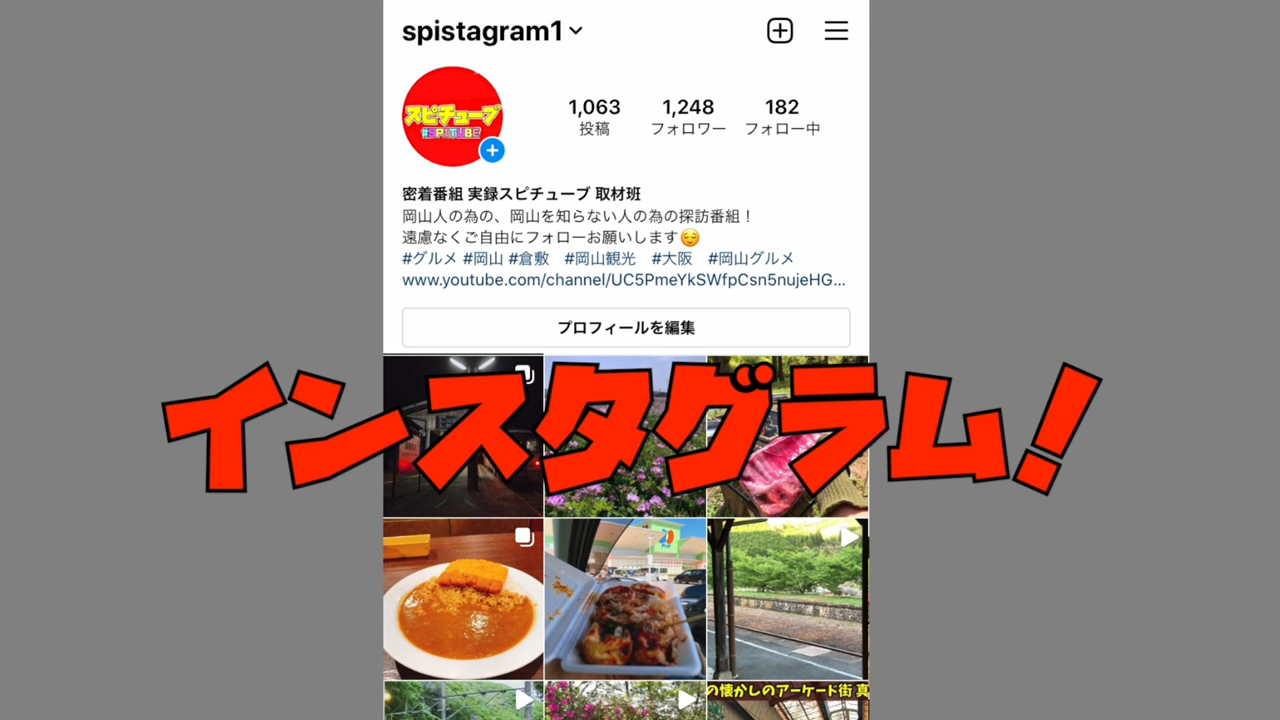 spistagram1
スピチューブ
#SPITUBE
1,063
投稿
1,248
フォロワー
182
フォロー中
密着番組 実録スピチューブ 取材班
岡山人の為の、岡山を知らない人の為の探訪番組！
遠慮なくご自由にフォローお願いします😌
#グルメ #岡山 #倉敷　#岡山観光　#大阪　#岡山グルメ
www.youtube.com/channel/UC5PmeYkSWfpCsn5nujeHG...
プロフィールを編集
インスタグラム！
の懐かしのアーケード街 真